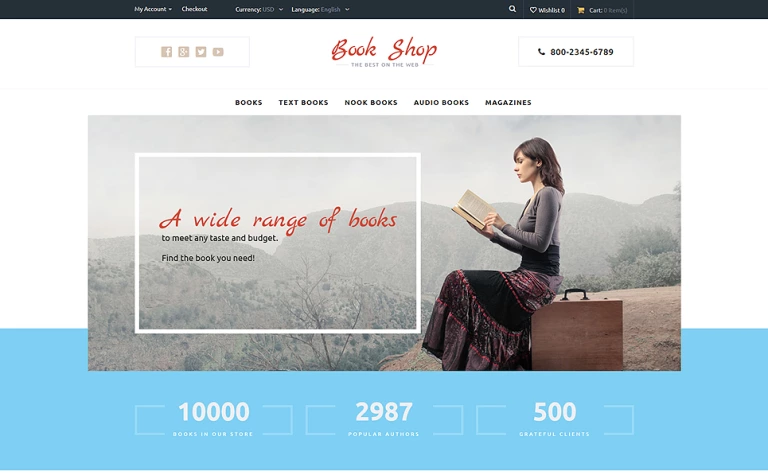 My Account Checkout Currency: USD Language: English Wishlist 0 Cart: 0 item(s)
Book Shop
THE BEST ON THE WEB
800-2345-6789
BOOKS TEXT BOOKS NOOK BOOKS AUDIO BOOKS MAGAZINES
A wide range of books
to meet any taste and budget.
Find the book you need!
10000 2987 500
BOOKS IN OUR STORE POPULAR AUTHORS GRATEFUL CLIENTS